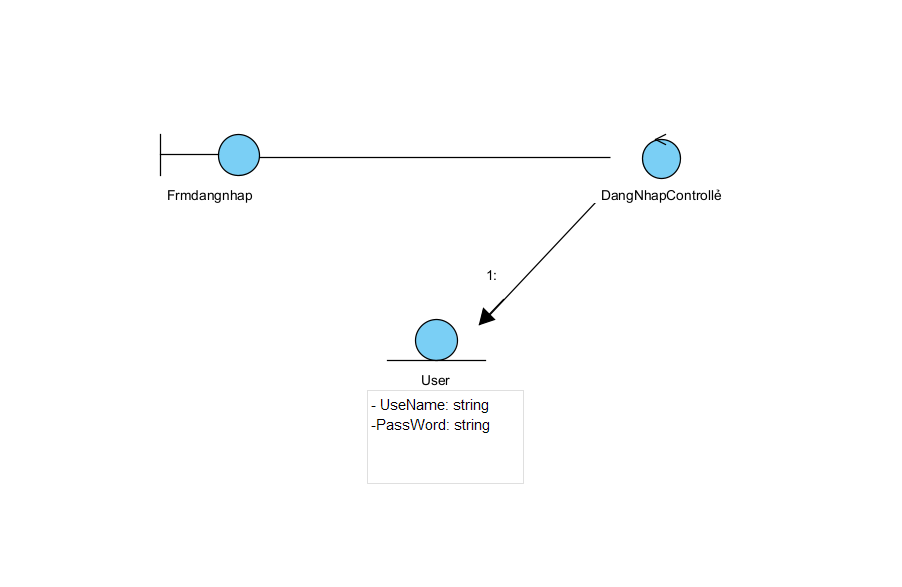 Frmdangnhap
DangNhapControllẻ
1:
User
- UseName: string
-PassWord: string